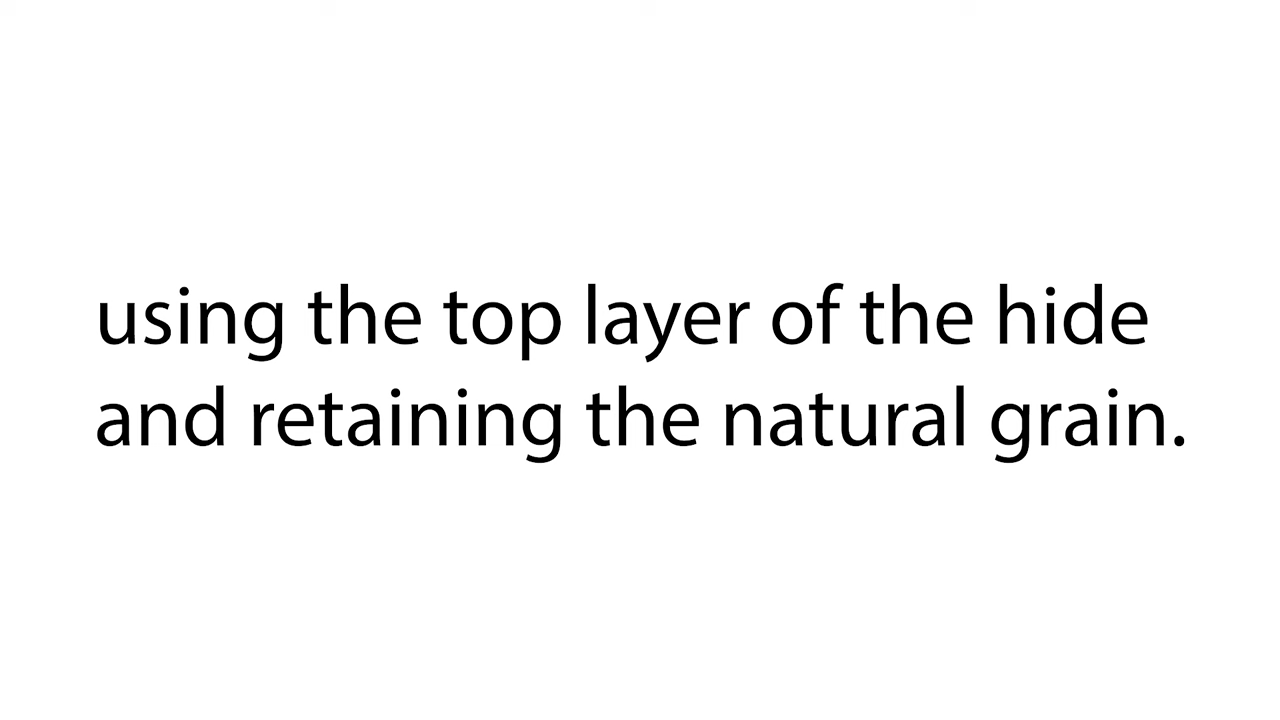 using the top layer of the hide
and retaining the natural grain.